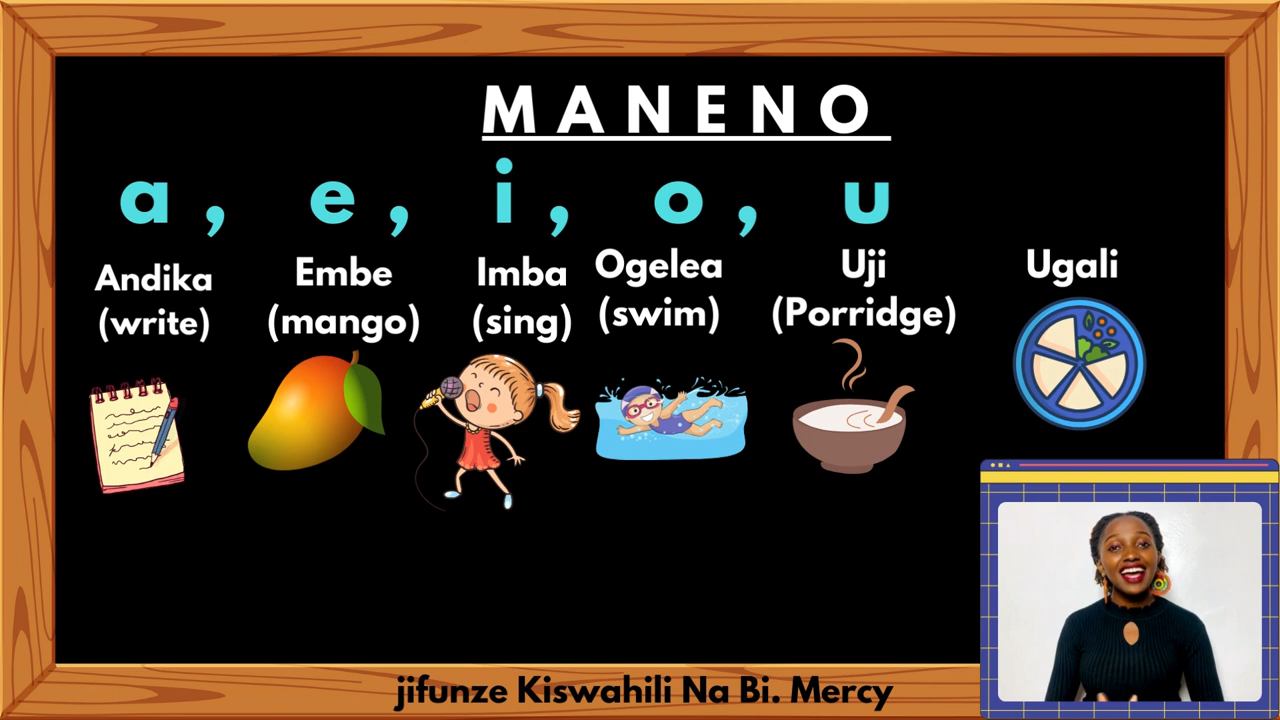 MANENO
a, e, i, o, u
Andika
(write)
Embe
(mango)
Imba
(sing)
Ogelea
(swim)
Uji
(Porridge)
Ugali
jifunze Kiswahili Na Bi. Mercy